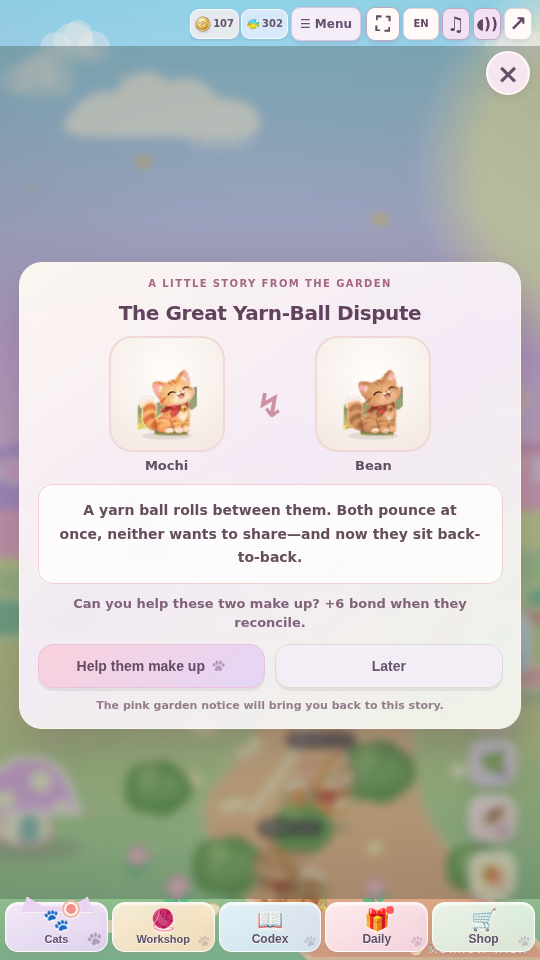 107
302
☰ Menu
EN
A LITTLE STORY FROM THE GARDEN
The Great Yarn-Ball Dispute
Mochi
Bean
A yarn ball rolls between them. Both pounce at
once, neither wants to share—and now they sit back-
to-back.
Can you help these two make up? +6 bond when they
reconcile.
Help them make up
Later
The pink garden notice will bring you back to this story.
Cats
Workshop
Codex
Daily
Shop